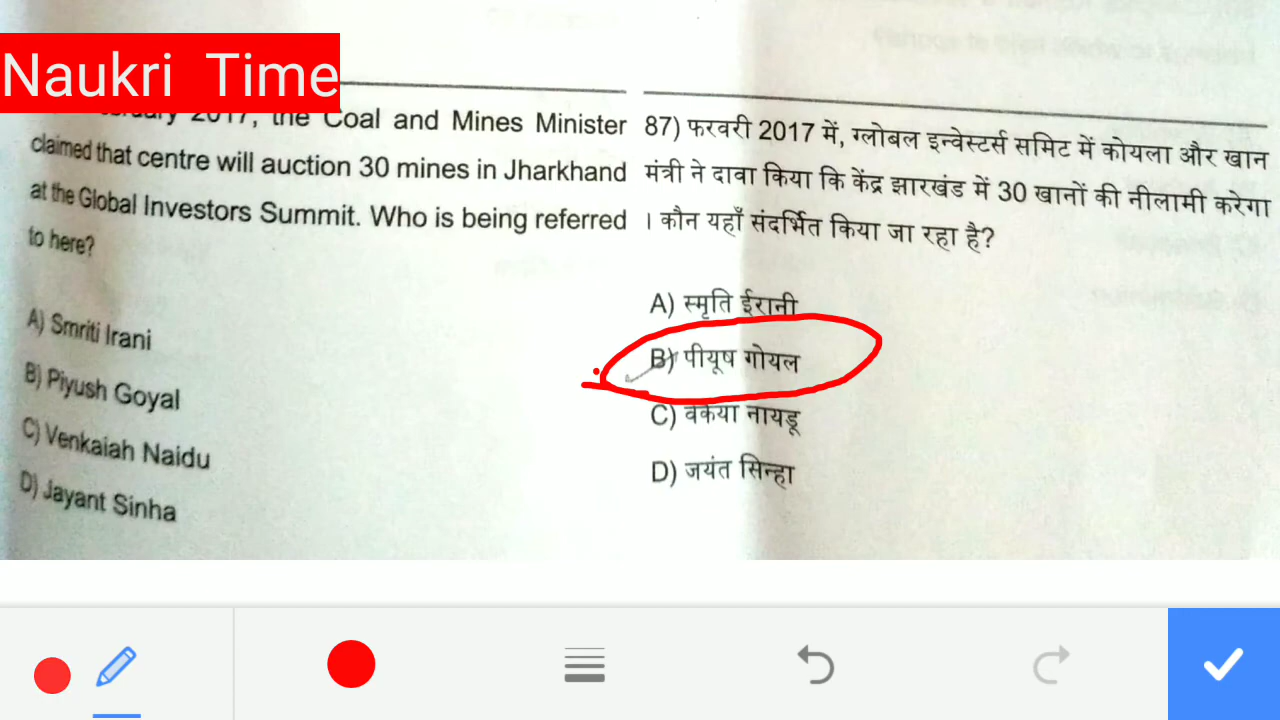 Naukri Time
2017, the Coal and Mines Minister
claimed that centre will auction 30 mines in Jharkhand
at the Global Investors Summit. Who is being referred
to here?
A) Smriti Irani
B) Piyush Goyal
C) Venkaiah Naidu
D) Jayant Sinha
87) फरवरी 2017 में, ग्लोबल इन्वेस्टर्स समिट में कोयला और खान
मंत्री ने दावा किया कि केंद्र झारखंड में 30 खानों की नीलामी करेगा
। कौन यहाँ संदर्भित किया जा रहा है?
A) स्मृति ईरानी
B) पीयूष गोयल
C) वेंकैया नायडू
D) जयंत सिन्हा